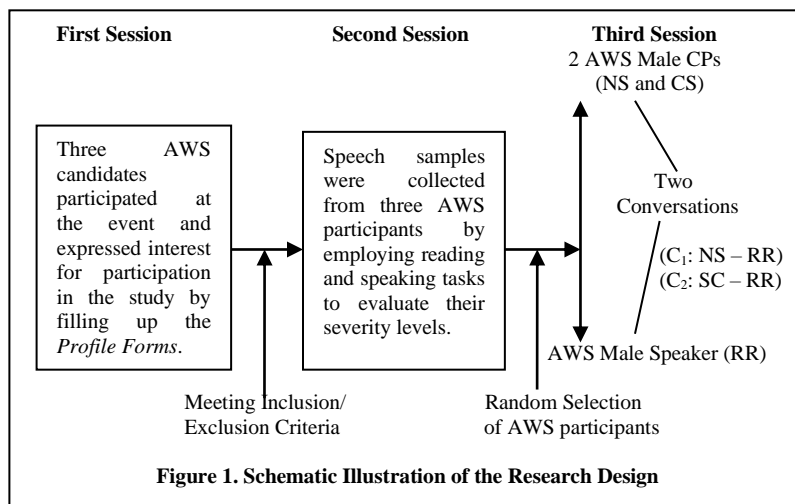 First Session
Second Session
Third Session
2 AWS Male CPs
(NS and CS)
Three AWS
candidates
participated at
the event and
expressed interest
for participation
in the study by
filling up the
Profile Forms.
Speech samples
were collected
from three AWS
participants by
employing reading
and speaking tasks
to evaluate their
severity levels.
Two
Conversations
(C₁: NS – RR)
(C₂: SC – RR)
AWS Male Speaker (RR)
Meeting Inclusion/
Exclusion Criteria
Random Selection
of AWS participants
Figure 1. Schematic Illustration of the Research Design